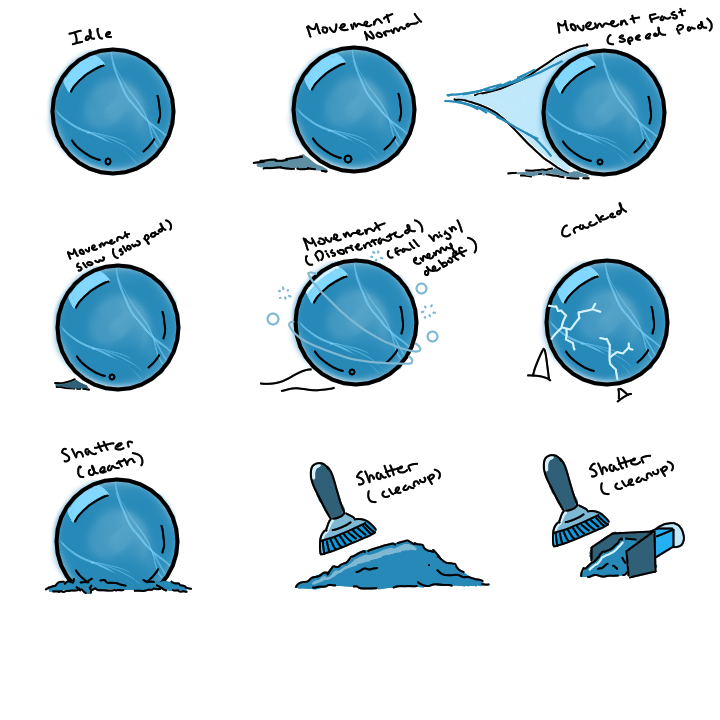 Idle
Movement
Normal
Movement Fast
(Speed Pad)
Movement
Slow (slow pad)
Movement
(Disorientated)
(fall high/
enemy
debuff)
Cracked
Shatter
(death)
Shatter
(cleanup)
Shatter
(cleanup)